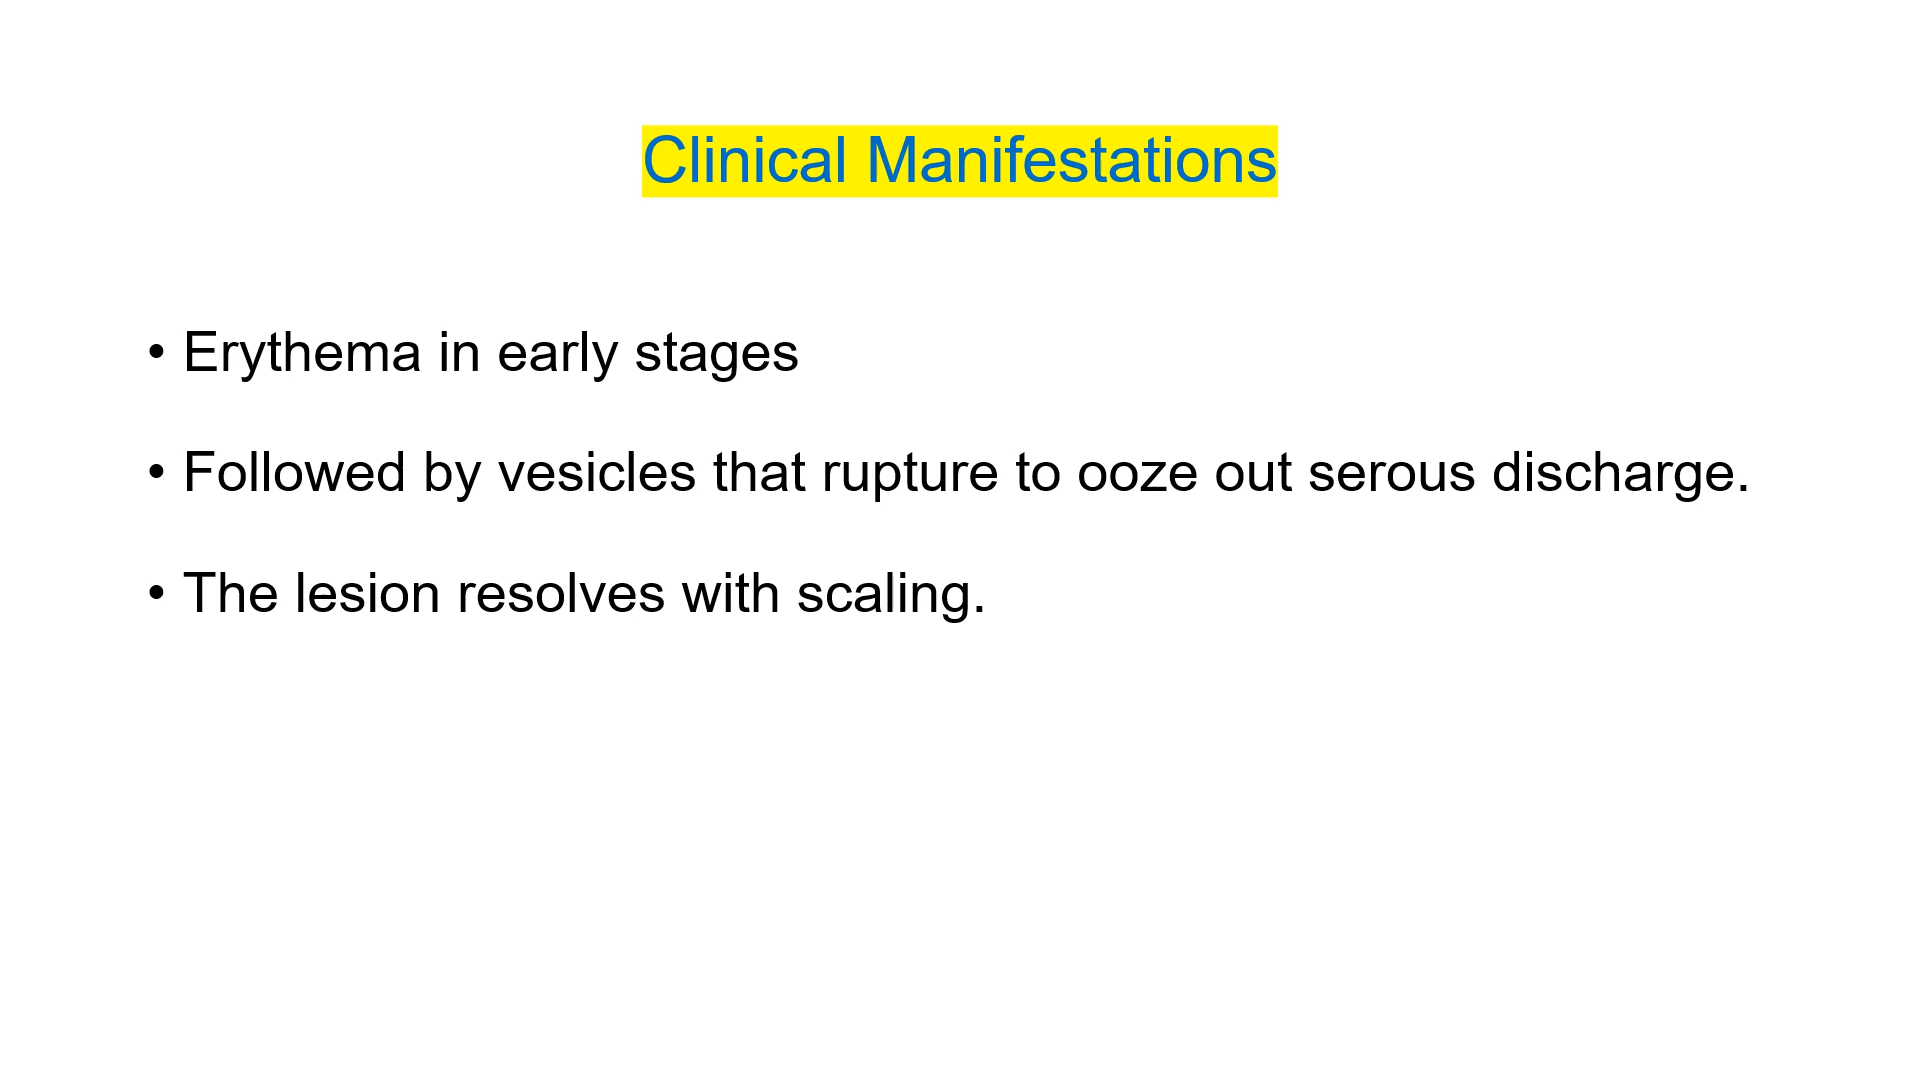 Clinical Manifestations
• Erythema in early stages
• Followed by vesicles that rupture to ooze out serous discharge.
• The lesion resolves with scaling.